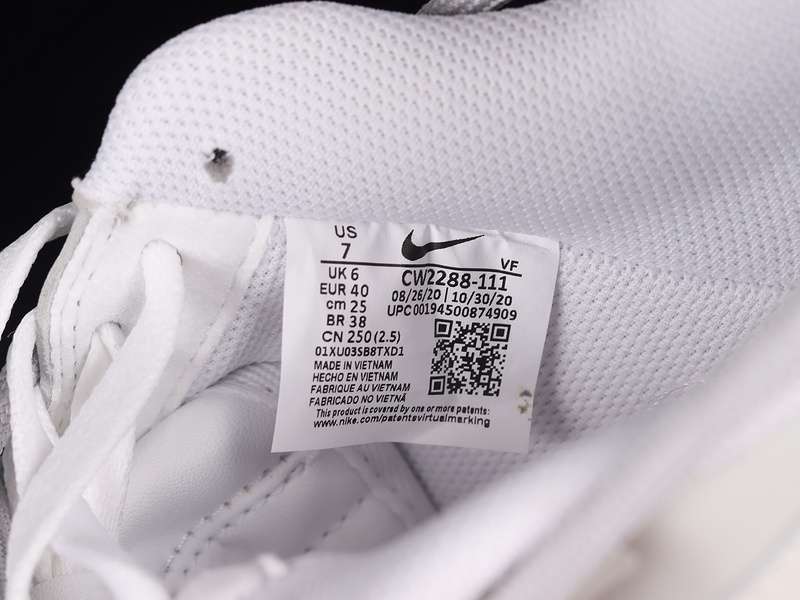 US
7
VF
UK 6
EUR 40
cm 25
BR 38
CN 250 (2.5)
CW2288-111
08/26/20 | 10/30/20
UPC 00194500874909
01XU03SB8TXD1
MADE IN VIETNAM
HECHO EN VIETNAM
FABRIQUE AU VIETNAM
FABRICADO NO VIETNÃ
This product is covered by one or more patents:
www.nike.com/patentsvirtualmarking